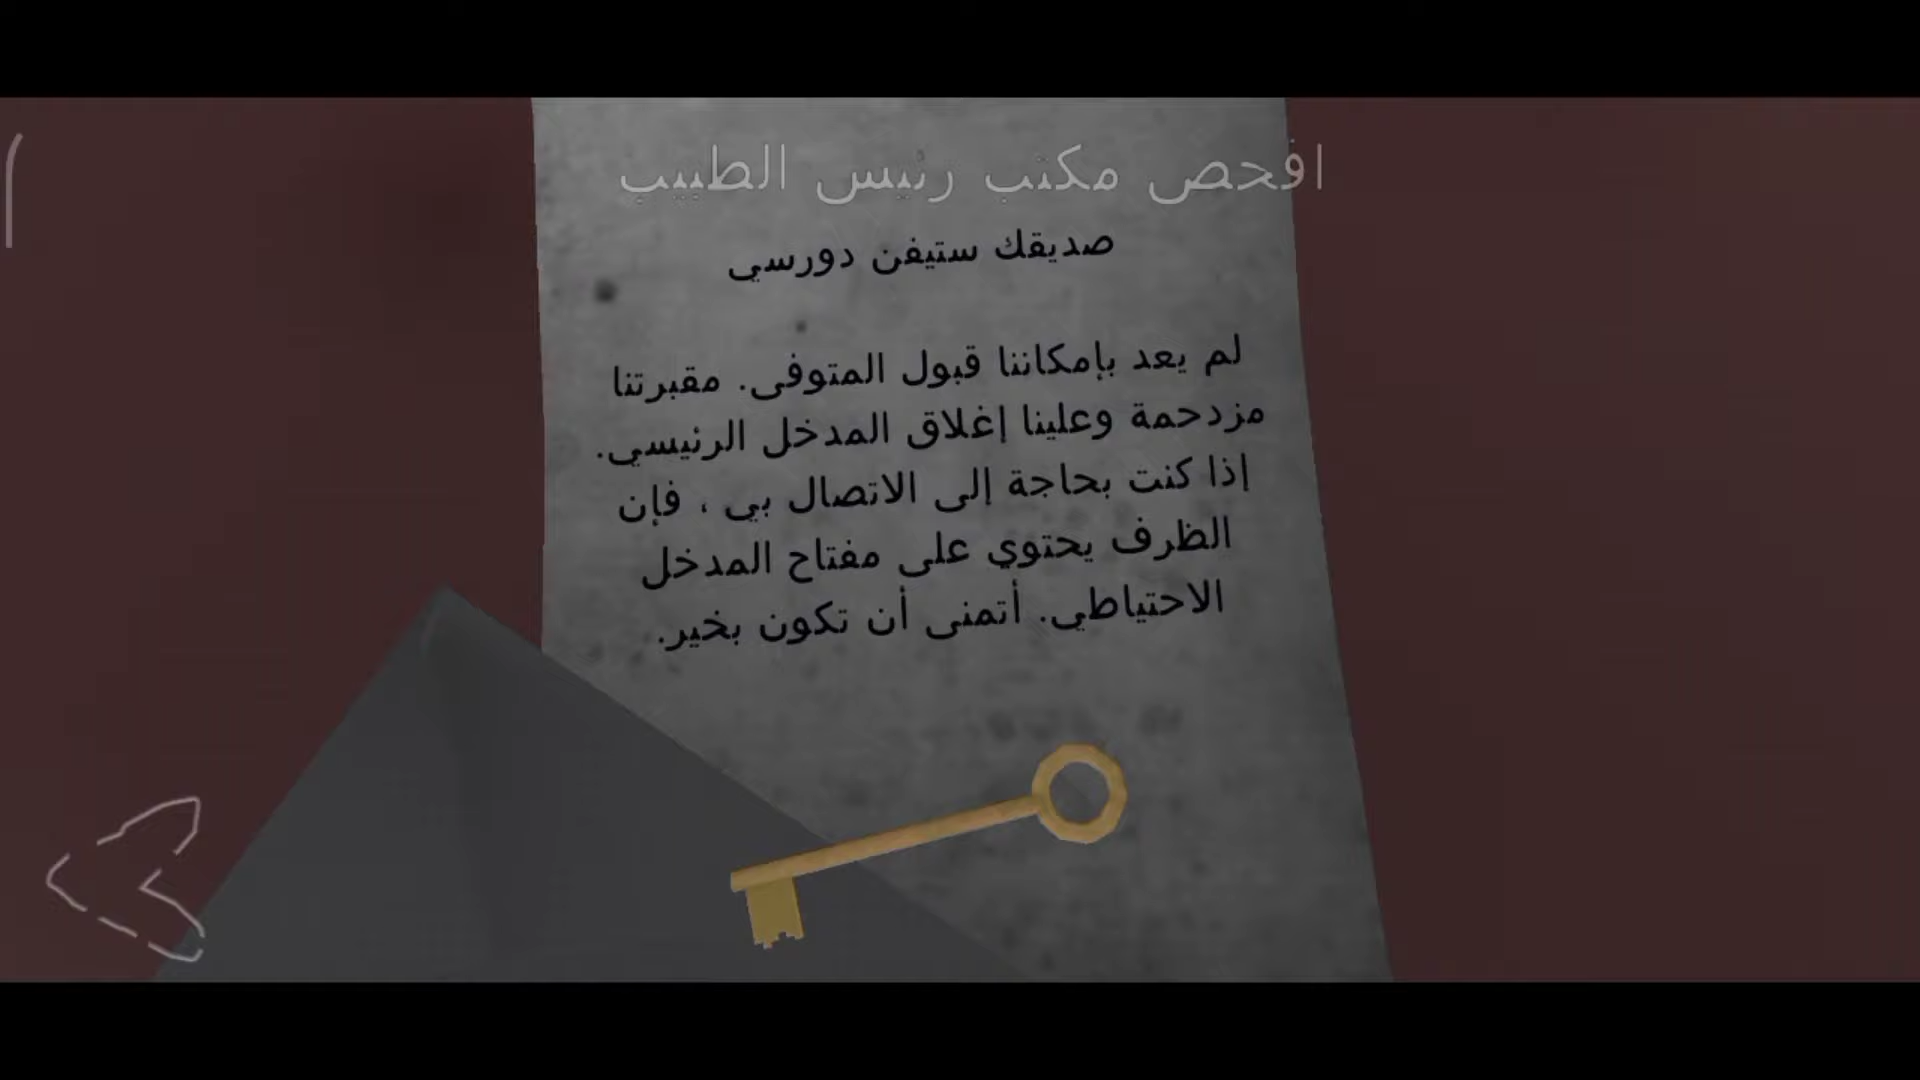 افحص مكتب رئيس الطبيب
صديقك ستيفن دورسي
لم يعد بإمكاننا قبول المتوفى. مقبرتنا
مزدحمة وعلينا إغلاق المدخل الرئيسي.
إذا كنت بحاجة إلى الاتصال بي ، فإن
الظرف يحتوي على مفتاح المدخل
الاحتياطي. أتمنى أن تكون بخير.